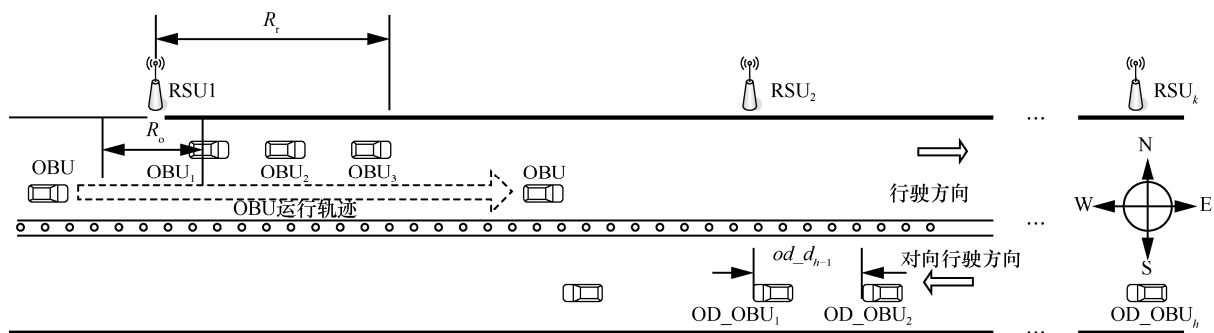 R_r
RSU1
RSU_2
RSU_k
...
R_o
OBU
OBU_1
OBU_2
OBU_3
OBU
N
行驶方向
W
E
OBU运行轨迹
...
od_d_{h-1}
对向行驶方向
S
OD_OBU_1
OD_OBU_2
OD_OBU_h
...